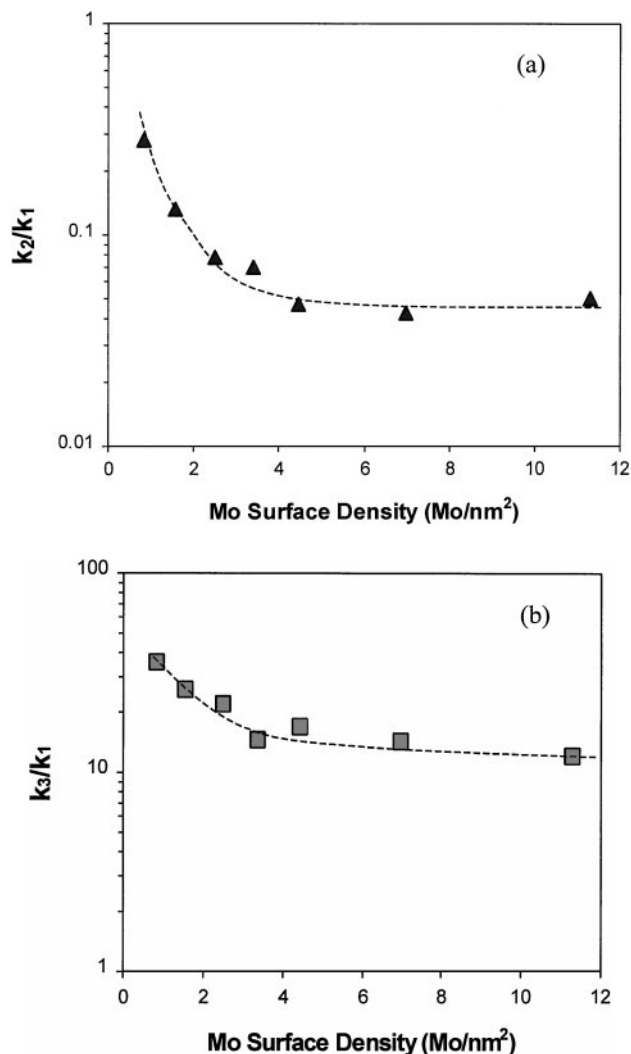 1
(a)
k₂/k₁
0.1
0.01
0 2 4 6 8 10 12
Mo Surface Density (Mo/nm²)
100
(b)
k₃/k₁
10
1
0 2 4 6 8 10 12
Mo Surface Density (Mo/nm²)